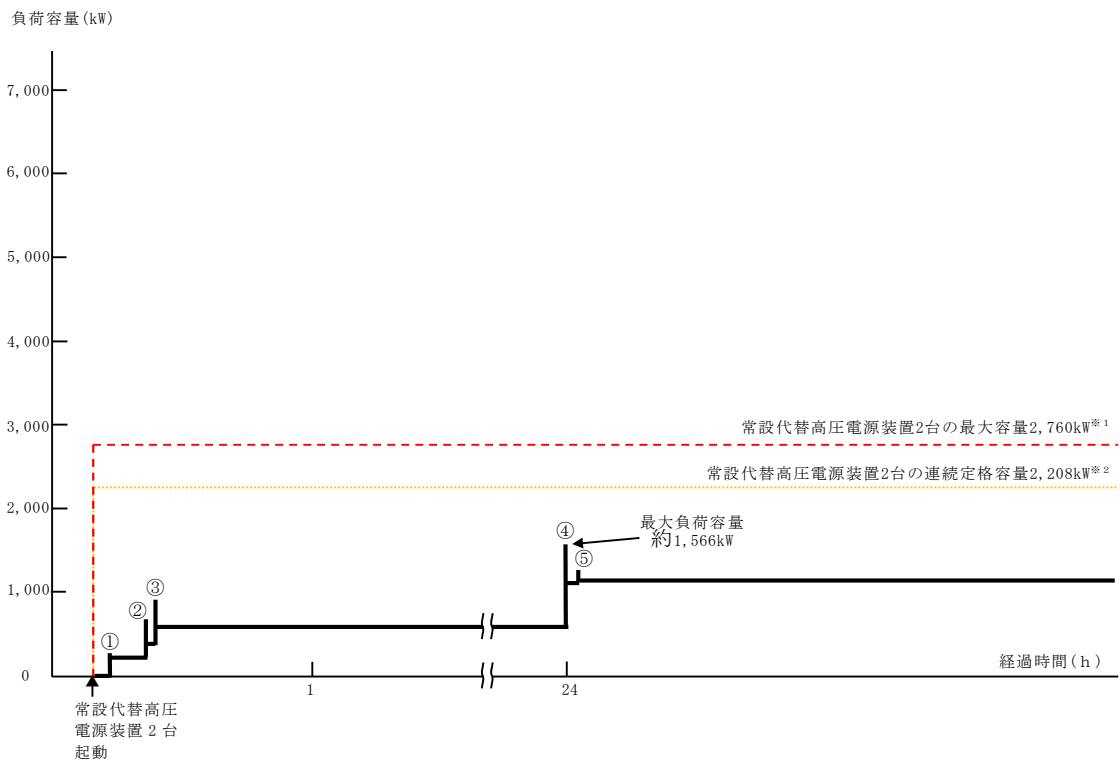 負荷容量(kW)
7,000
6,000
5,000
4,000
3,000
常設代替高圧電源装置2台の最大容量2,760kW※1
常設代替高圧電源装置2台の連続定格容量2,208kW※2
2,000
④
最大負荷容量
約1,566kW
⑤
1,000
③
②
①
0
経過時間(h)
1
24
常設代替高圧
電源装置2台
起動